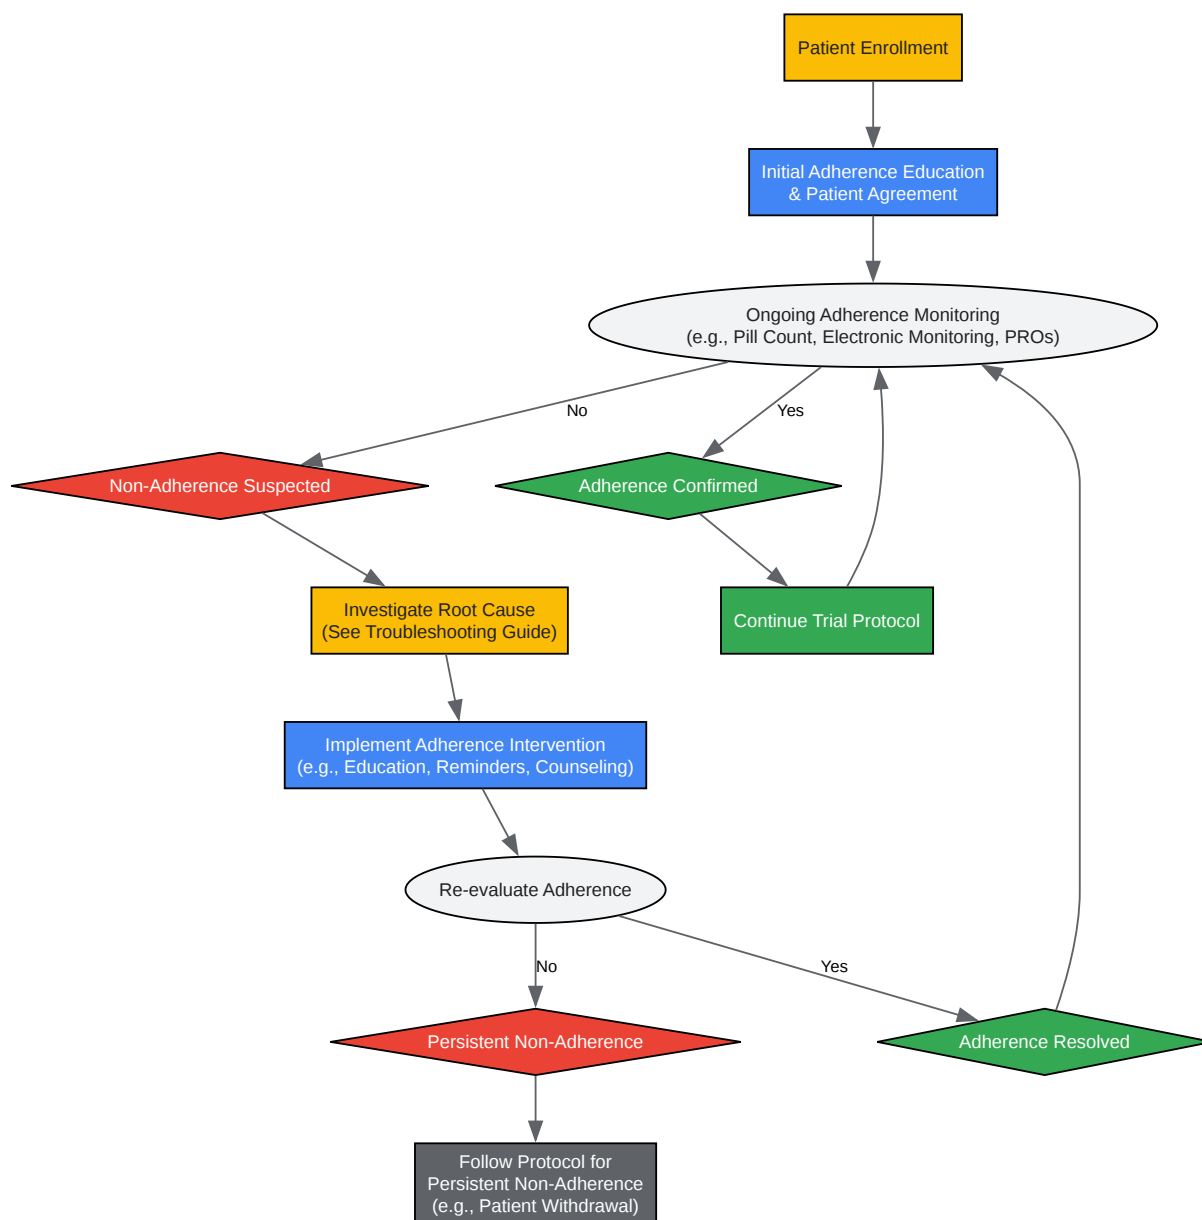 Patient Enrollment
Initial Adherence Education
& Patient Agreement
Ongoing Adherence Monitoring
(e.g., Pill Count, Electronic Monitoring, PROs)
No
Yes
Non-Adherence Suspected
Adherence Confirmed
Investigate Root Cause
(See Troubleshooting Guide)
Continue Trial Protocol
Implement Adherence Intervention
(e.g., Education, Reminders, Counseling)
Re-evaluate Adherence
No
Yes
Persistent Non-Adherence
Adherence Resolved
Follow Protocol for
Persistent Non-Adherence
(e.g., Patient Withdrawal)